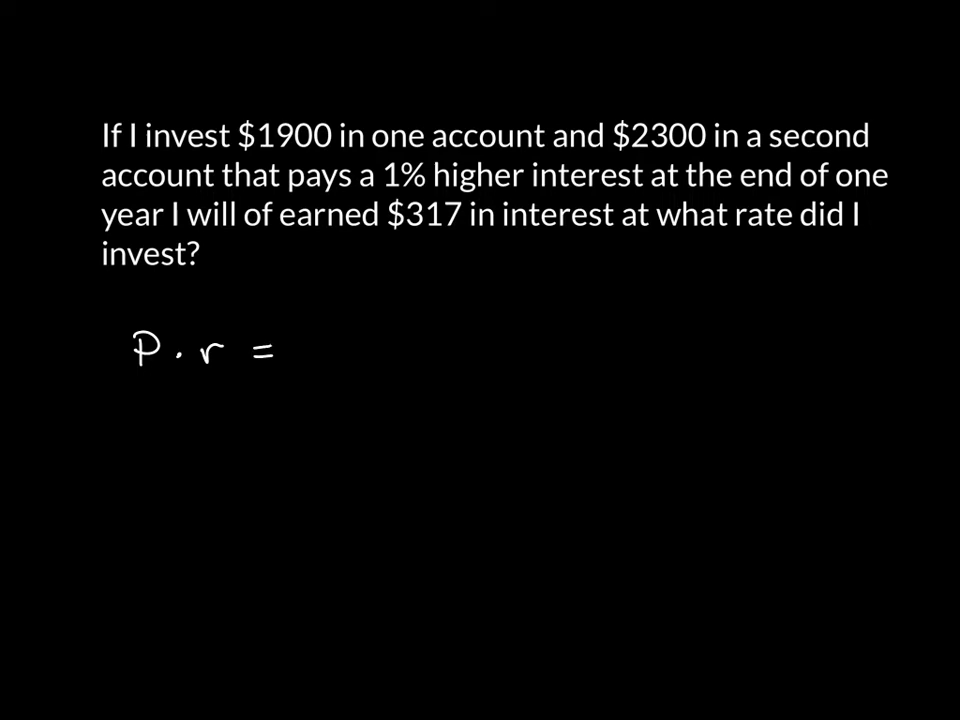 If I invest $1900 in one account and $2300 in a second
account that pays a 1% higher interest at the end of one
year I will of earned $317 in interest at what rate did I
invest?
P · r =